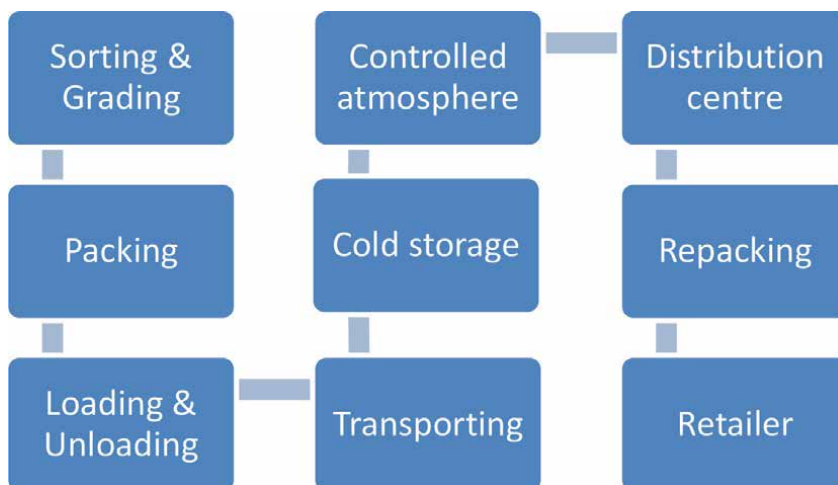 Sorting &
Grading
Packing
Loading &
Unloading
Transporting
Cold storage
Controlled
atmosphere
Distribution
centre
Repacking
Retailer